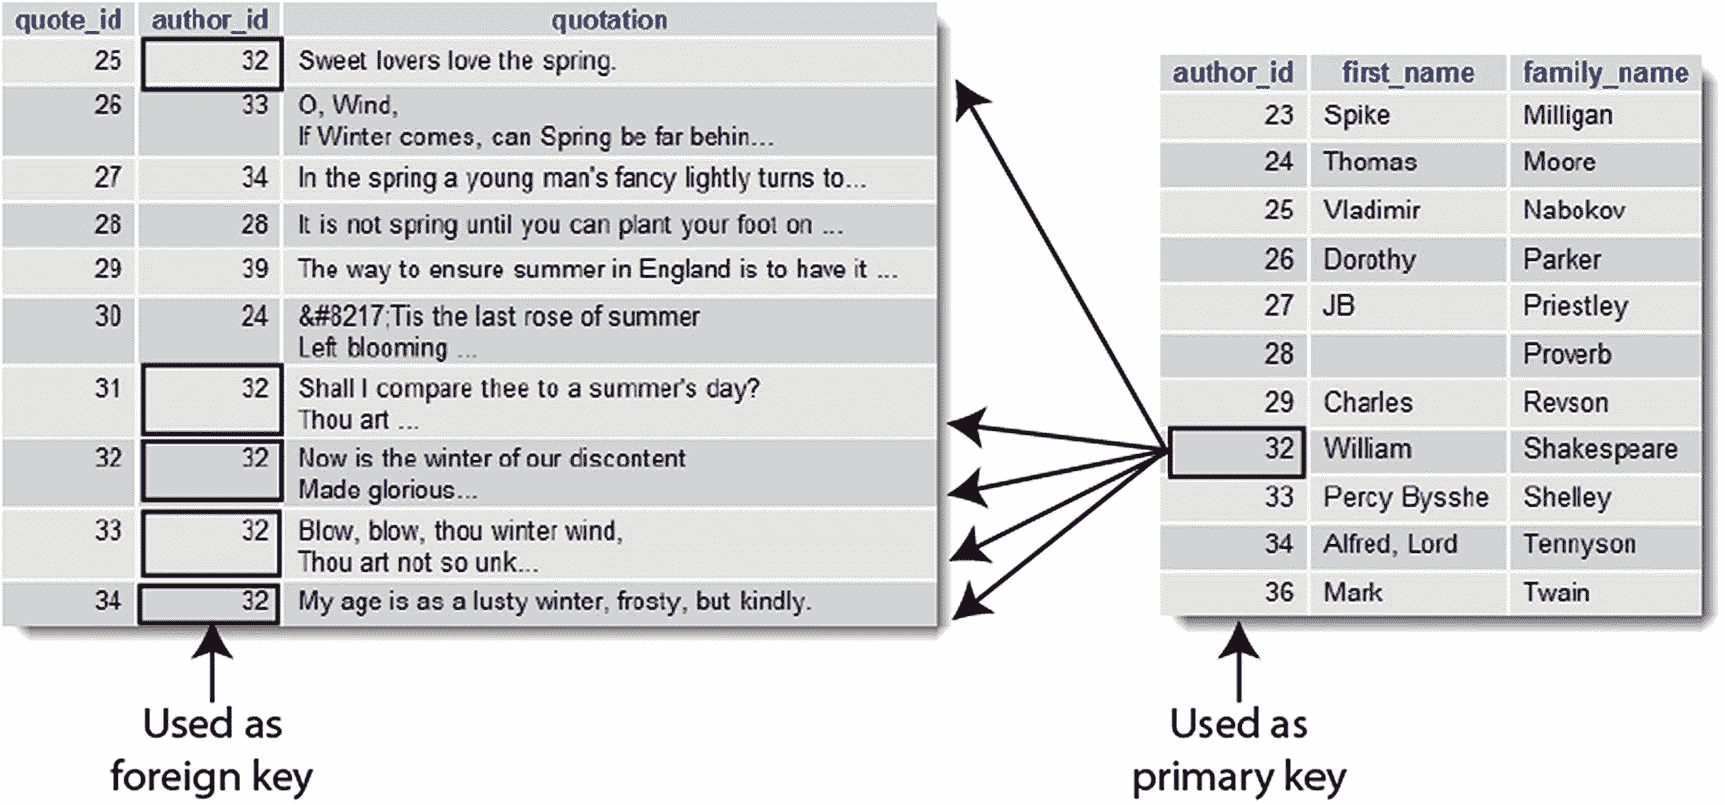 quote_id author_id quotation
25 32 Sweet lovers love the spring.
26 33 O, Wind,
If Winter comes, can Spring be far behin...
27 34 In the spring a young man's fancy lightly turns to...
28 28 It is not spring until you can plant your foot on ...
29 39 The way to ensure summer in England is to have it ...
30 24 &#8217;Tis the last rose of summer
Left blooming ...
31 32 Shall I compare thee to a summer's day?
Thou art ...
32 32 Now is the winter of our discontent
Made glorious...
33 32 Blow, blow, thou winter wind,
Thou art not so unk...
34 32 My age is as a lusty winter, frosty, but kindly.
Used as
foreign key
author_id first_name family_name
23 Spike Milligan
24 Thomas Moore
25 Vladimir Nabokov
26 Dorothy Parker
27 JB Priestley
28 Proverb
29 Charles Revson
32 William Shakespeare
33 Percy Bysshe Shelley
34 Alfred, Lord Tennyson
36 Mark Twain
Used as
primary key